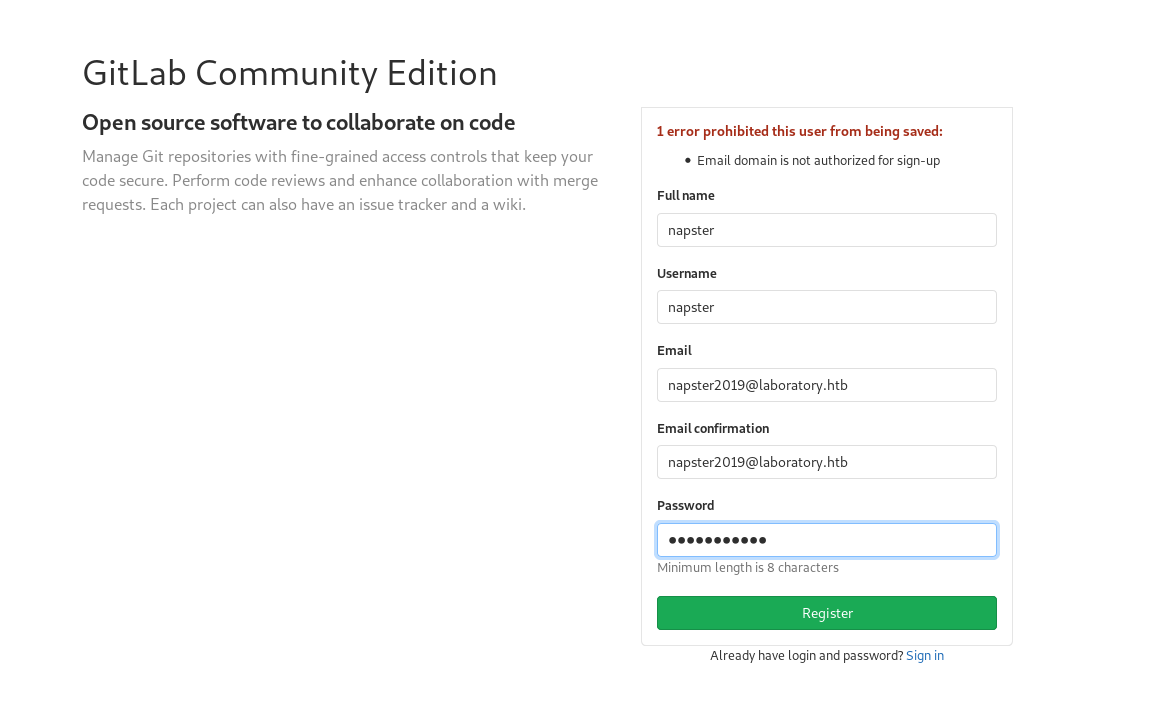 GitLab Community Edition
Open source software to collaborate on code
Manage Git repositories with fine-grained access controls that keep your
code secure. Perform code reviews and enhance collaboration with merge
requests. Each project can also have an issue tracker and a wiki.
1 error prohibited this user from being saved:
• Email domain is not authorized for sign-up
Full name
napster
Username
napster
Email
napster2019@laboratory.htb
Email confirmation
napster2019@laboratory.htb
Password
●●●●●●●●●●●
Minimum length is 8 characters
Register
Already have login and password? Sign in